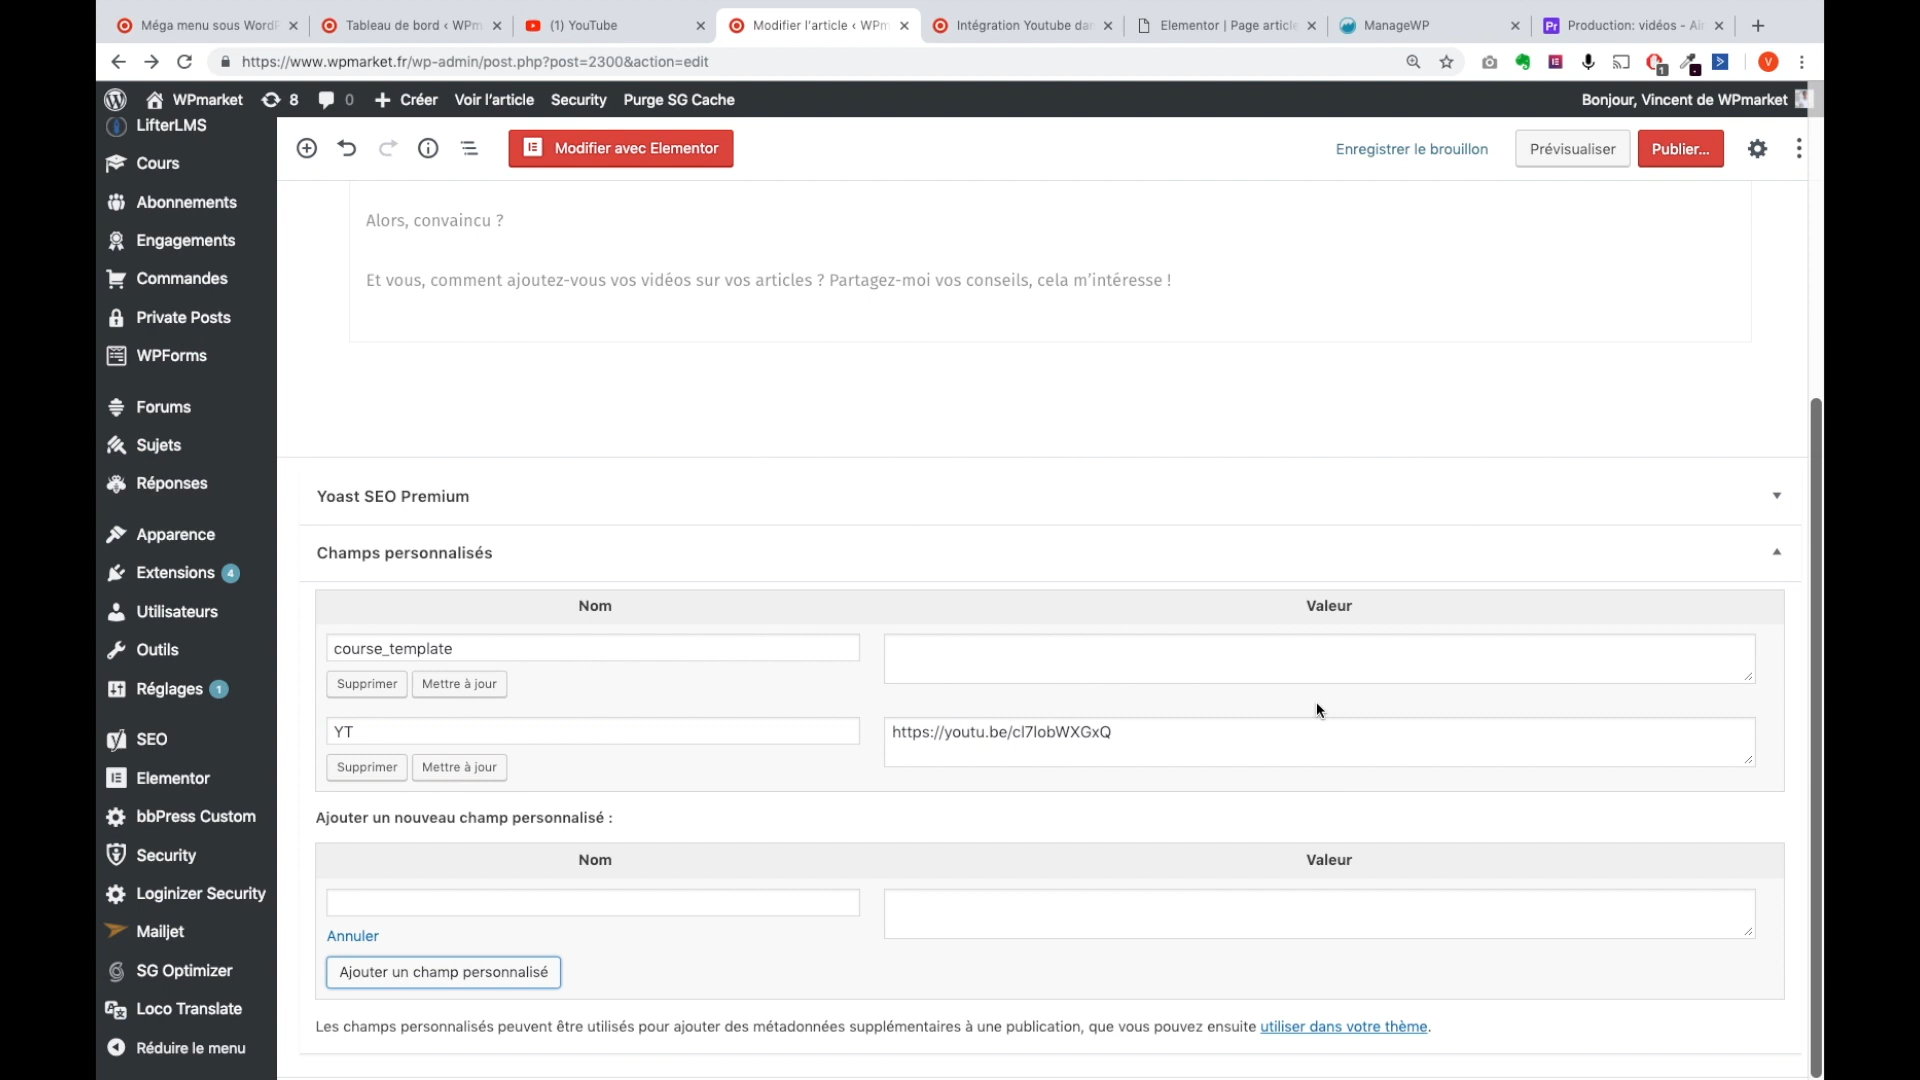 Méga menu sous WordP
Tableau de bord ‹ WPm
(1) YouTube
Modifier l'article ‹ WPm
Intégration Youtube dan
Elementor | Page article
ManageWP
Pr
Production: vidéos - Air
https://www.wpmarket.fr/wp-admin/post.php?post=2300&action=edit
1
V
WPmarket
8
0
Créer
Voir l'article
Security
Purge SG Cache
Bonjour, Vincent de WPmarket
LifterLMS
Cours
Abonnements
Engagements
Commandes
Private Posts
WPForms
Forums
Sujets
Réponses
Apparence
Extensions 4
Utilisateurs
Outils
Réglages 1
SEO
Elementor
bbPress Custom
Security
Loginizer Security
Mailjet
SG Optimizer
Loco Translate
Réduire le menu
Modifier avec Elementor
Enregistrer le brouillon
Prévisualiser
Publier...
Alors, convaincu ?
Et vous, comment ajoutez-vous vos vidéos sur vos articles ? Partagez-moi vos conseils, cela m'intéresse !
Yoast SEO Premium
Champs personnalisés
Nom
Valeur
course_template
Supprimer
Mettre à jour
YT
https://youtu.be/cl7lobWXGxQ
Supprimer
Mettre à jour
Ajouter un nouveau champ personnalisé :
Nom
Valeur
Annuler
Ajouter un champ personnalisé
Les champs personnalisés peuvent être utilisés pour ajouter des métadonnées supplémentaires à une publication, que vous pouvez ensuite utiliser dans votre thème.